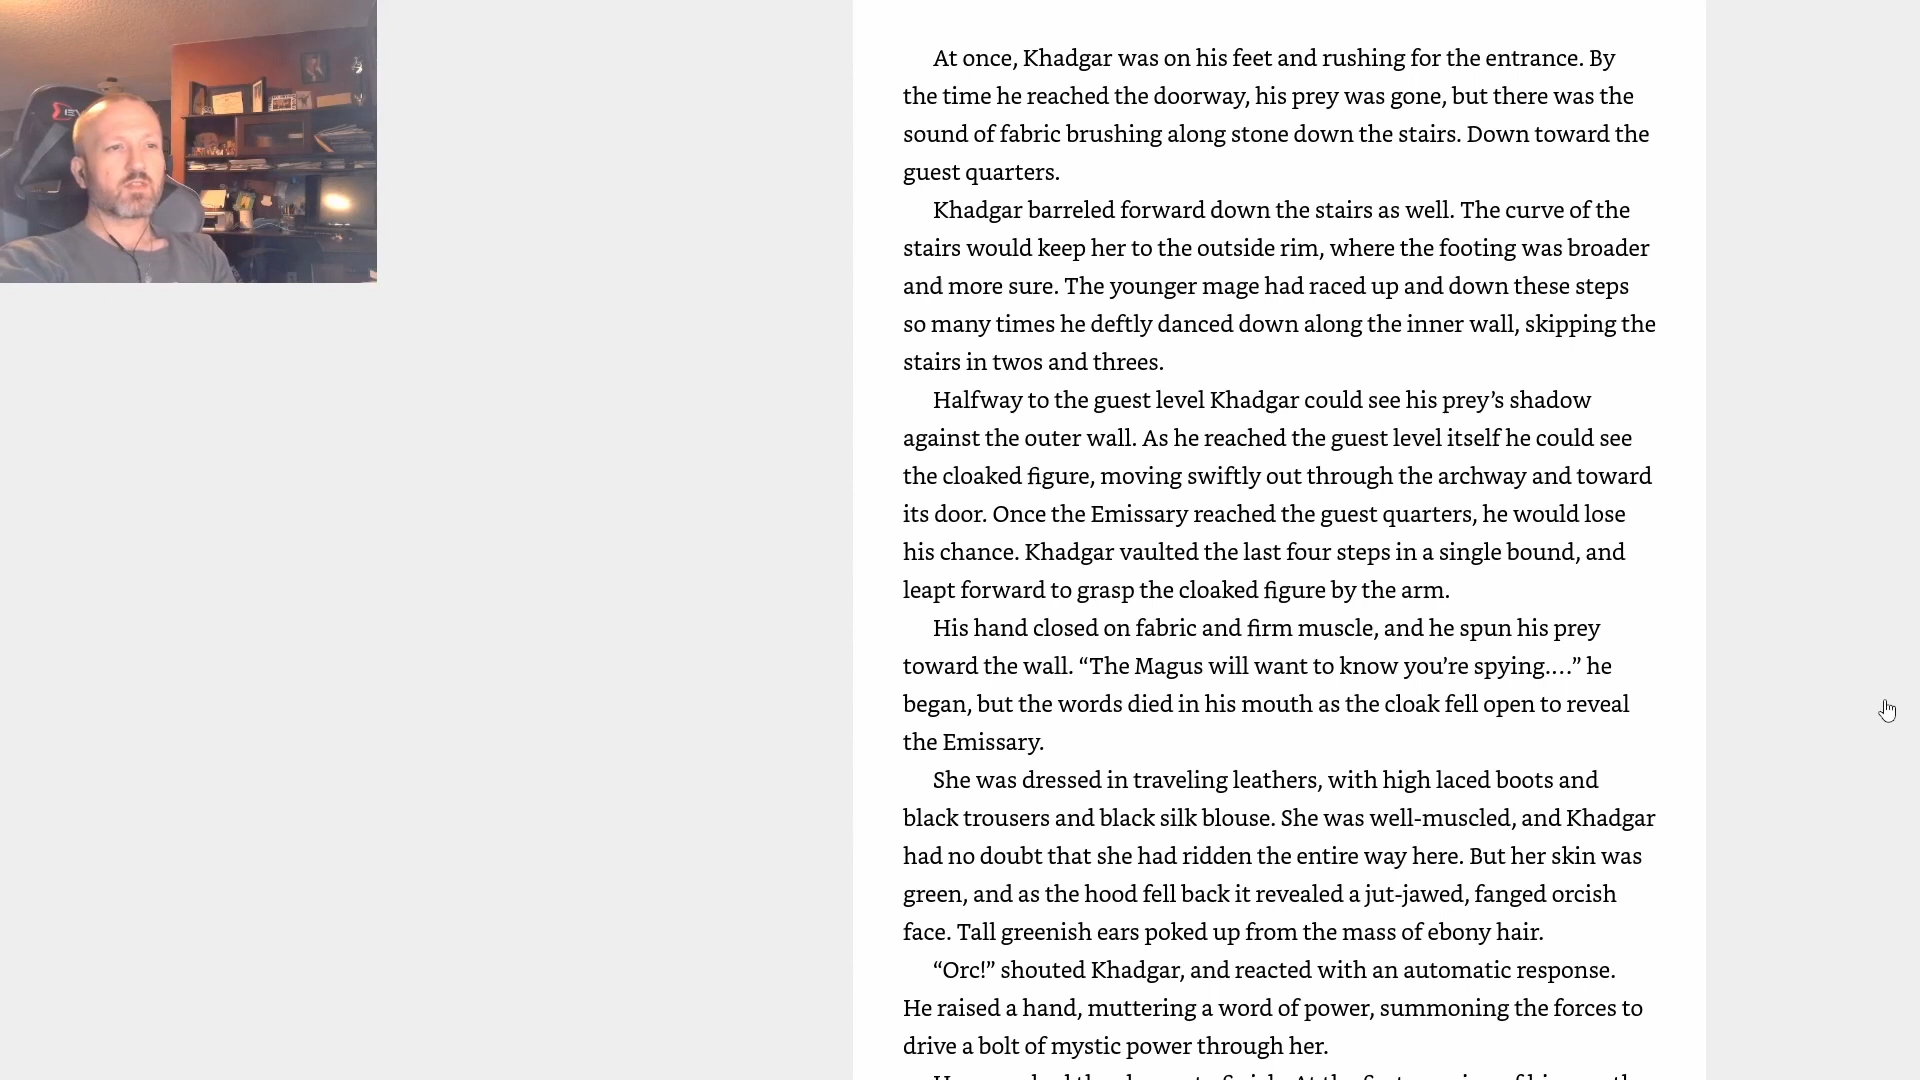 At once, Khadgar was on his feet and rushing for the entrance. By
the time he reached the doorway, his prey was gone, but there was the
sound of fabric brushing along stone down the stairs. Down toward the
guest quarters.
Khadgar barreled forward down the stairs as well. The curve of the
stairs would keep her to the outside rim, where the footing was broader
and more sure. The younger mage had raced up and down these steps
so many times he deftly danced down along the inner wall, skipping the
stairs in twos and threes.
Halfway to the guest level Khadgar could see his prey’s shadow
against the outer wall. As he reached the guest level itself he could see
the cloaked figure, moving swiftly out through the archway and toward
its door. Once the Emissary reached the guest quarters, he would lose
his chance. Khadgar vaulted the last four steps in a single bound, and
leapt forward to grasp the cloaked figure by the arm.
His hand closed on fabric and firm muscle, and he spun his prey
toward the wall. “The Magus will want to know you’re spying....” he
began, but the words died in his mouth as the cloak fell open to reveal
the Emissary.
She was dressed in traveling leathers, with high laced boots and
black trousers and black silk blouse. She was well-muscled, and Khadgar
had no doubt that she had ridden the entire way here. But her skin was
green, and as the hood fell back it revealed a jut-jawed, fanged orcish
face. Tall greenish ears poked up from the mass of ebony hair.
“Orc!” shouted Khadgar, and reacted with an automatic response.
He raised a hand, muttering a word of power, summoning the forces to
drive a bolt of mystic power through her.